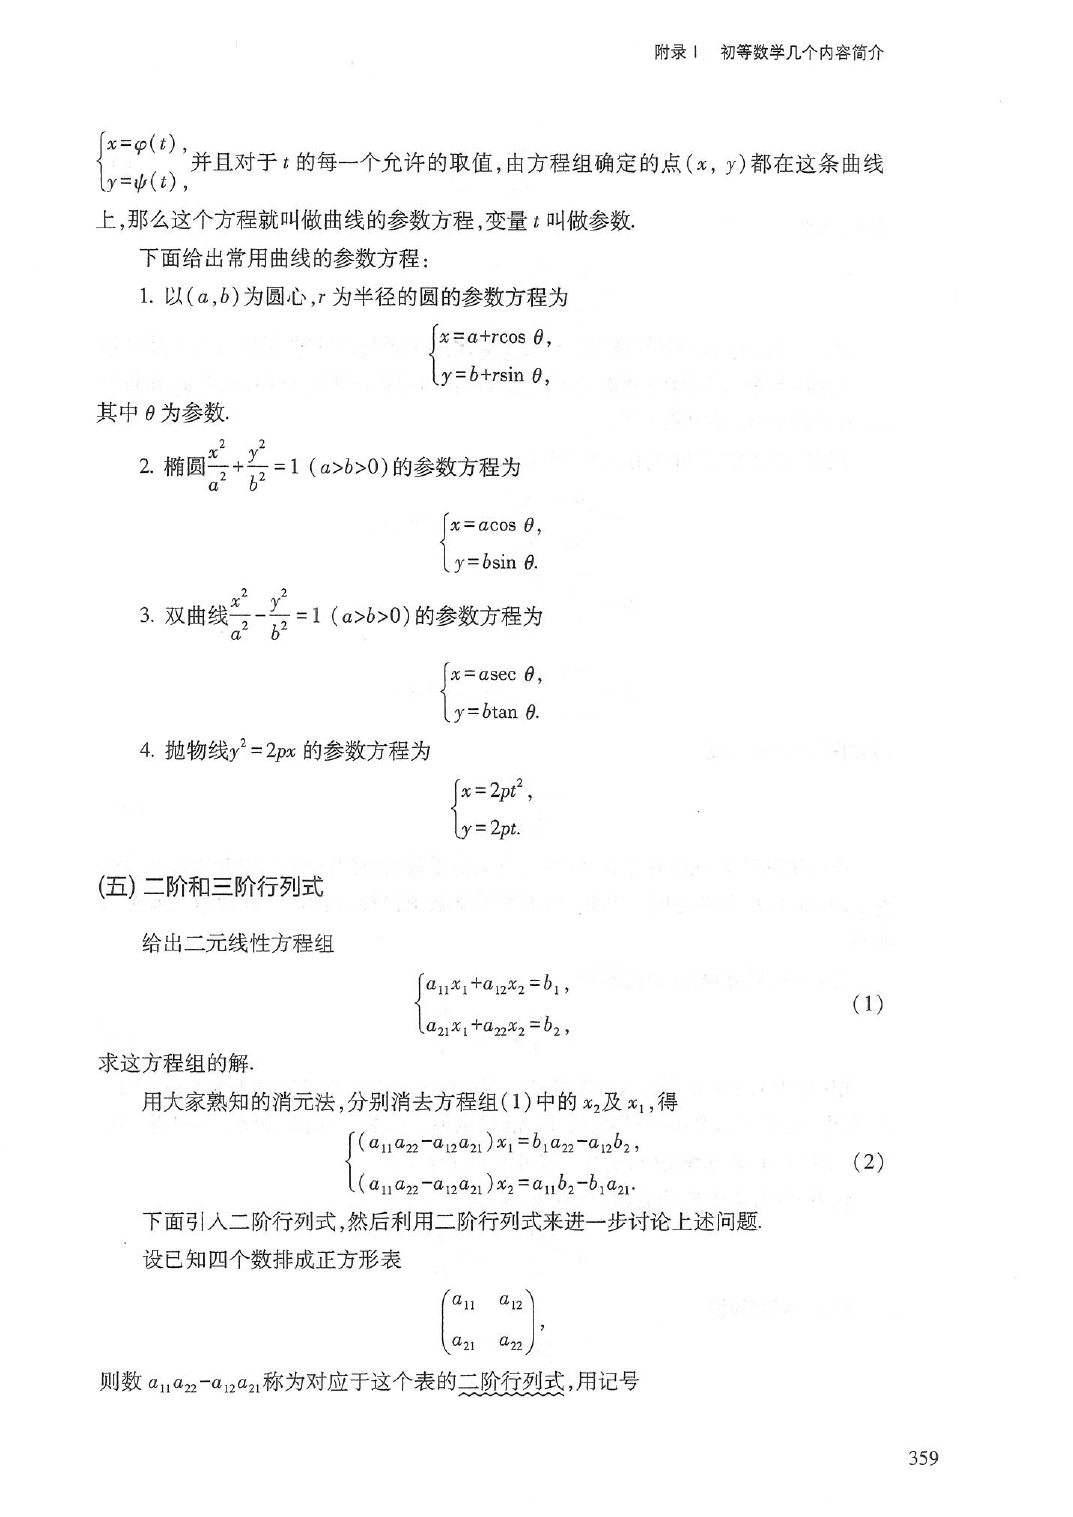 附录Ⅰ 初等数学几个内容简介
{x=φ(t),
y=ψ(t), 并且对于 t 的每一个允许的取值,由方程组确定的点(x, y)都在这条曲线
上,那么这个方程就叫做曲线的参数方程,变量 t 叫做参数.
下面给出常用曲线的参数方程:
1. 以(a,b)为圆心,r 为半径的圆的参数方程为
{x=a+rcos θ,
y=b+rsin θ,
其中 θ 为参数.
2. 椭圆x²/a²+y²/b²=1 (a>b>0)的参数方程为
{x=acos θ,
y=bsin θ.
3. 双曲线x²/a²-y²/b²=1 (a>b>0)的参数方程为
{x=asec θ,
y=btan θ.
4. 抛物线y²=2px 的参数方程为
{x=2pt²,
y=2pt.
(五) 二阶和三阶行列式
给出二元线性方程组
{a₁₁x₁+a₁₂x₂=b₁,
a₂₁x₁+a₂₂x₂=b₂, (1)
求这方程组的解.
用大家熟知的消元法,分别消去方程组(1)中的 x₂及 x₁,得
{(a₁₁a₂₂-a₁₂a₂₁)x₁=b₁a₂₂-a₁₂b₂,
(a₁₁a₂₂-a₁₂a₂₁)x₂=a₁₁b₂-b₁a₂₁. (2)
下面引入二阶行列式,然后利用二阶行列式来进一步讨论上述问题.
设已知四个数排成正方形表
(a₁₁ a₁₂
a₂₁ a₂₂),
则数 a₁₁a₂₂-a₁₂a₂₁称为对应于这个表的二阶行列式,用记号
359